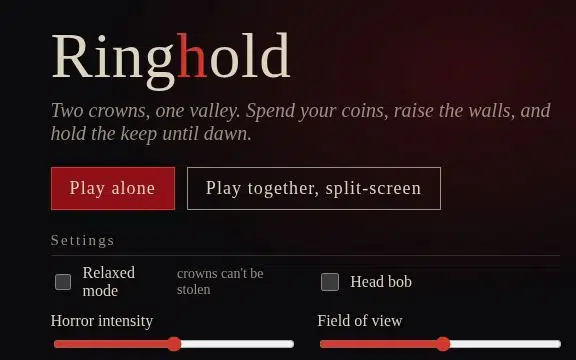 Ringhold
Two crowns, one valley. Spend your coins, raise the walls, and
hold the keep until dawn.
Play alone
Play together, split-screen
Settings
Relaxed
mode
crowns can't be
stolen
Head bob
Horror intensity
Field of view